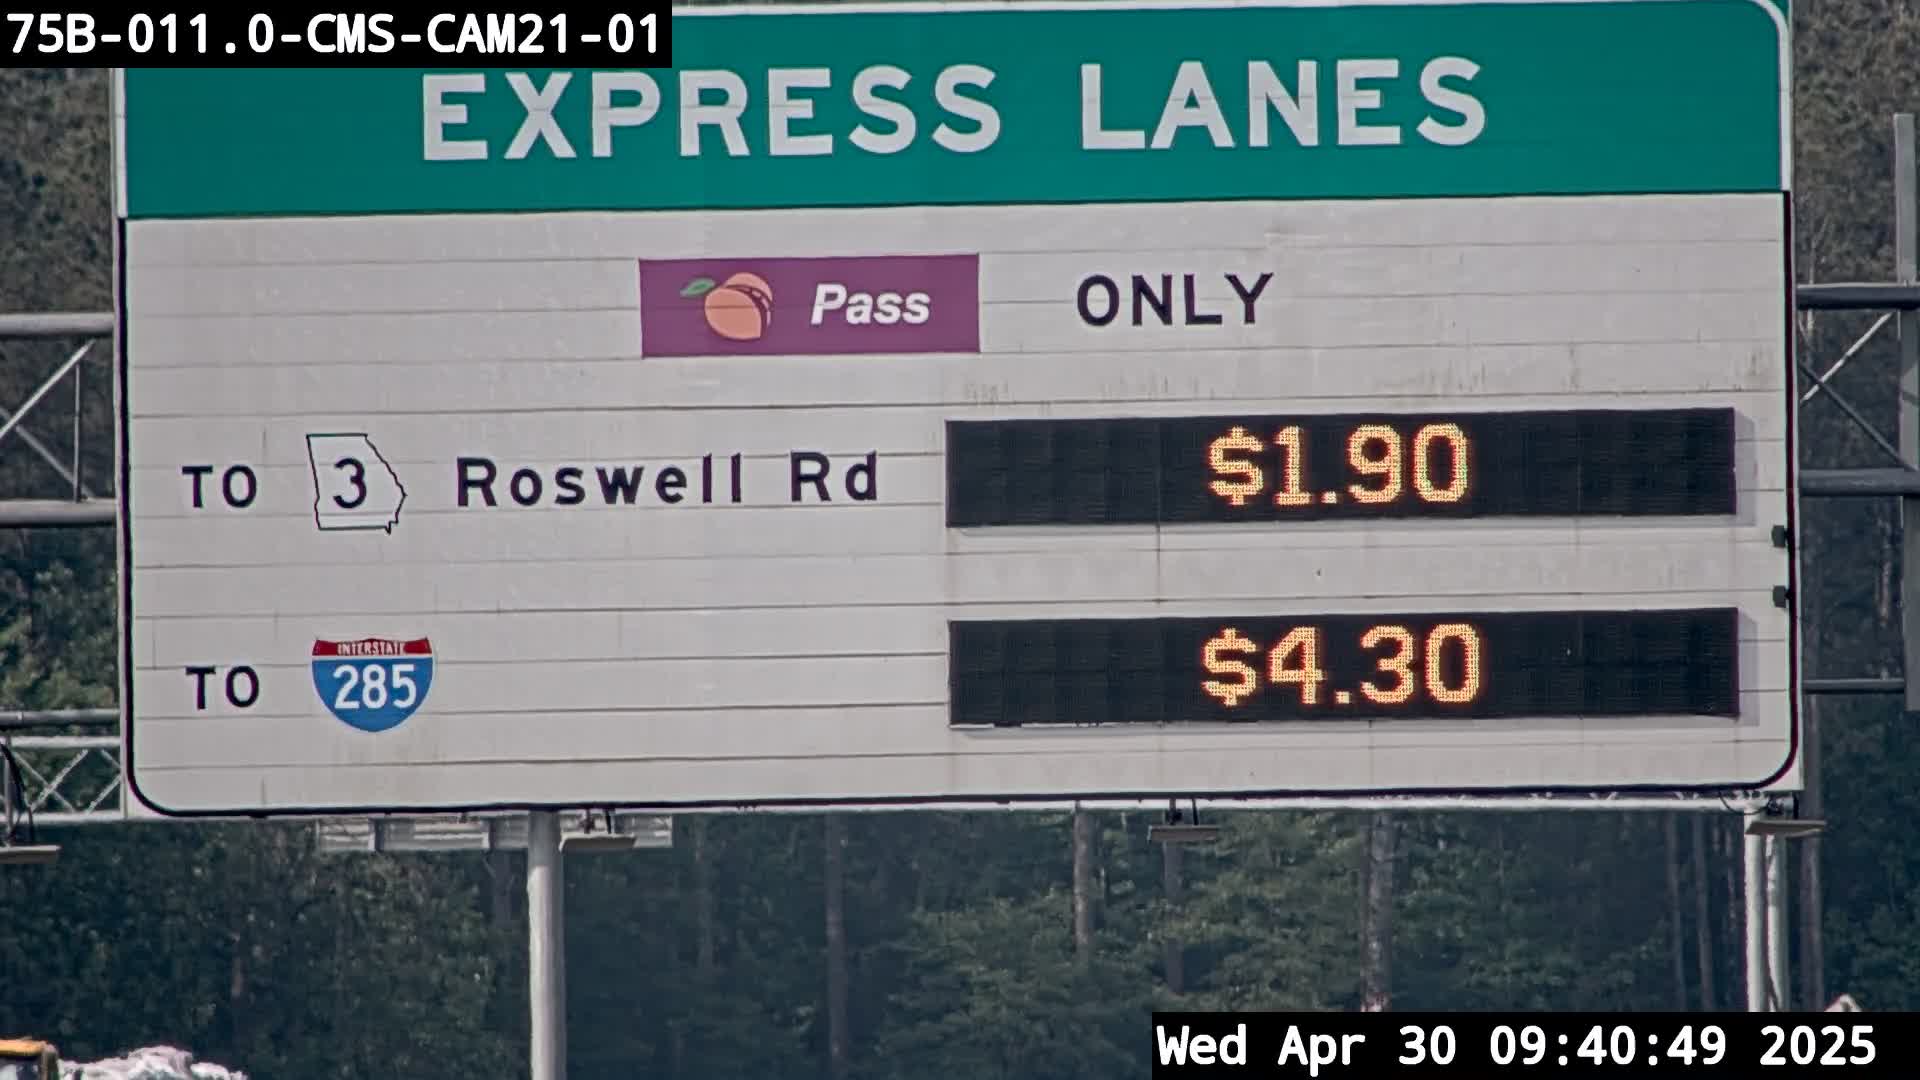 75B-011.0-CMS-CAM21-01
EXPRESS LANES
Pass ONLY
TO 3 Roswell Rd $1.90
INTERSTATE
TO 285 $4.30
Wed Apr 30 09:40:49 2025